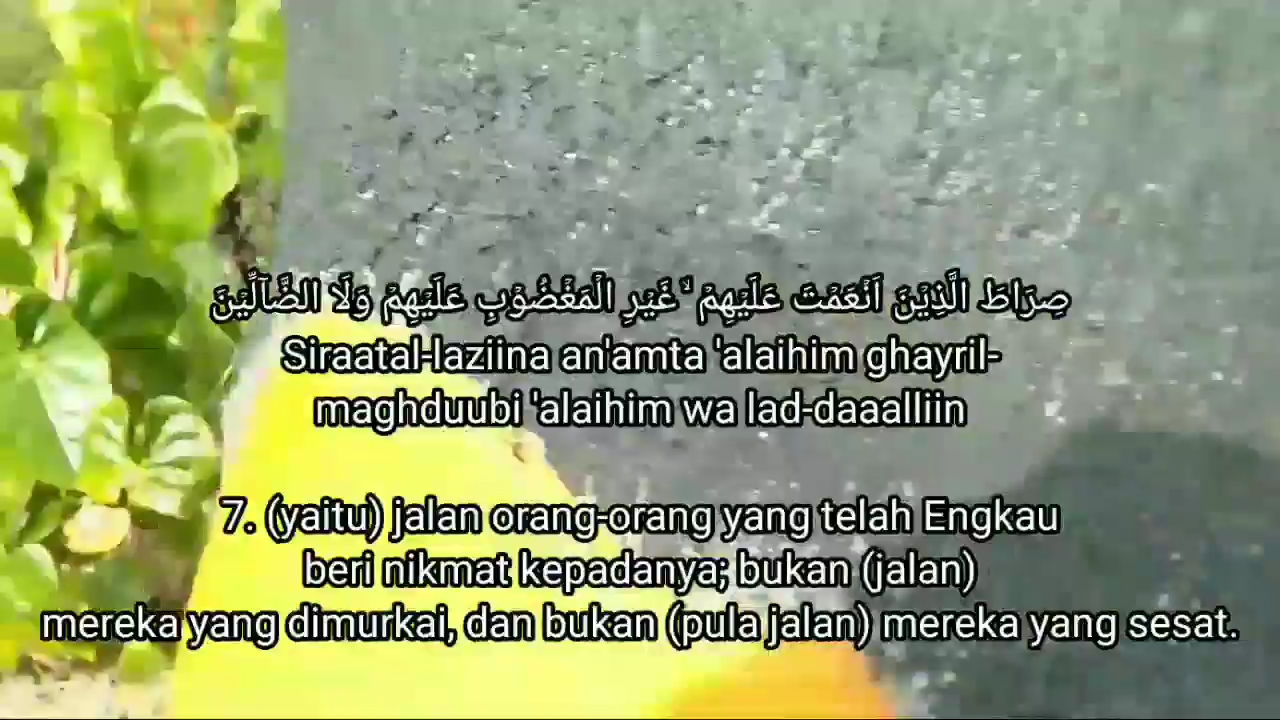 صِرَاطَ الَّذِيْنَ اَنْعَمْتَ عَلَيْهِمْ ۙ غَيْرِ الْمَغْضُوْبِ عَلَيْهِمْ وَلَا الضَّاۤلِّيْنَ
Siraatal-laziina an'amta 'alaihim ghayril-
maghduubi 'alaihim wa lad-daaalliin
7. (yaitu) jalan orang-orang yang telah Engkau
beri nikmat kepadanya; bukan (jalan)
mereka yang dimurkai, dan bukan (pula jalan) mereka yang sesat.